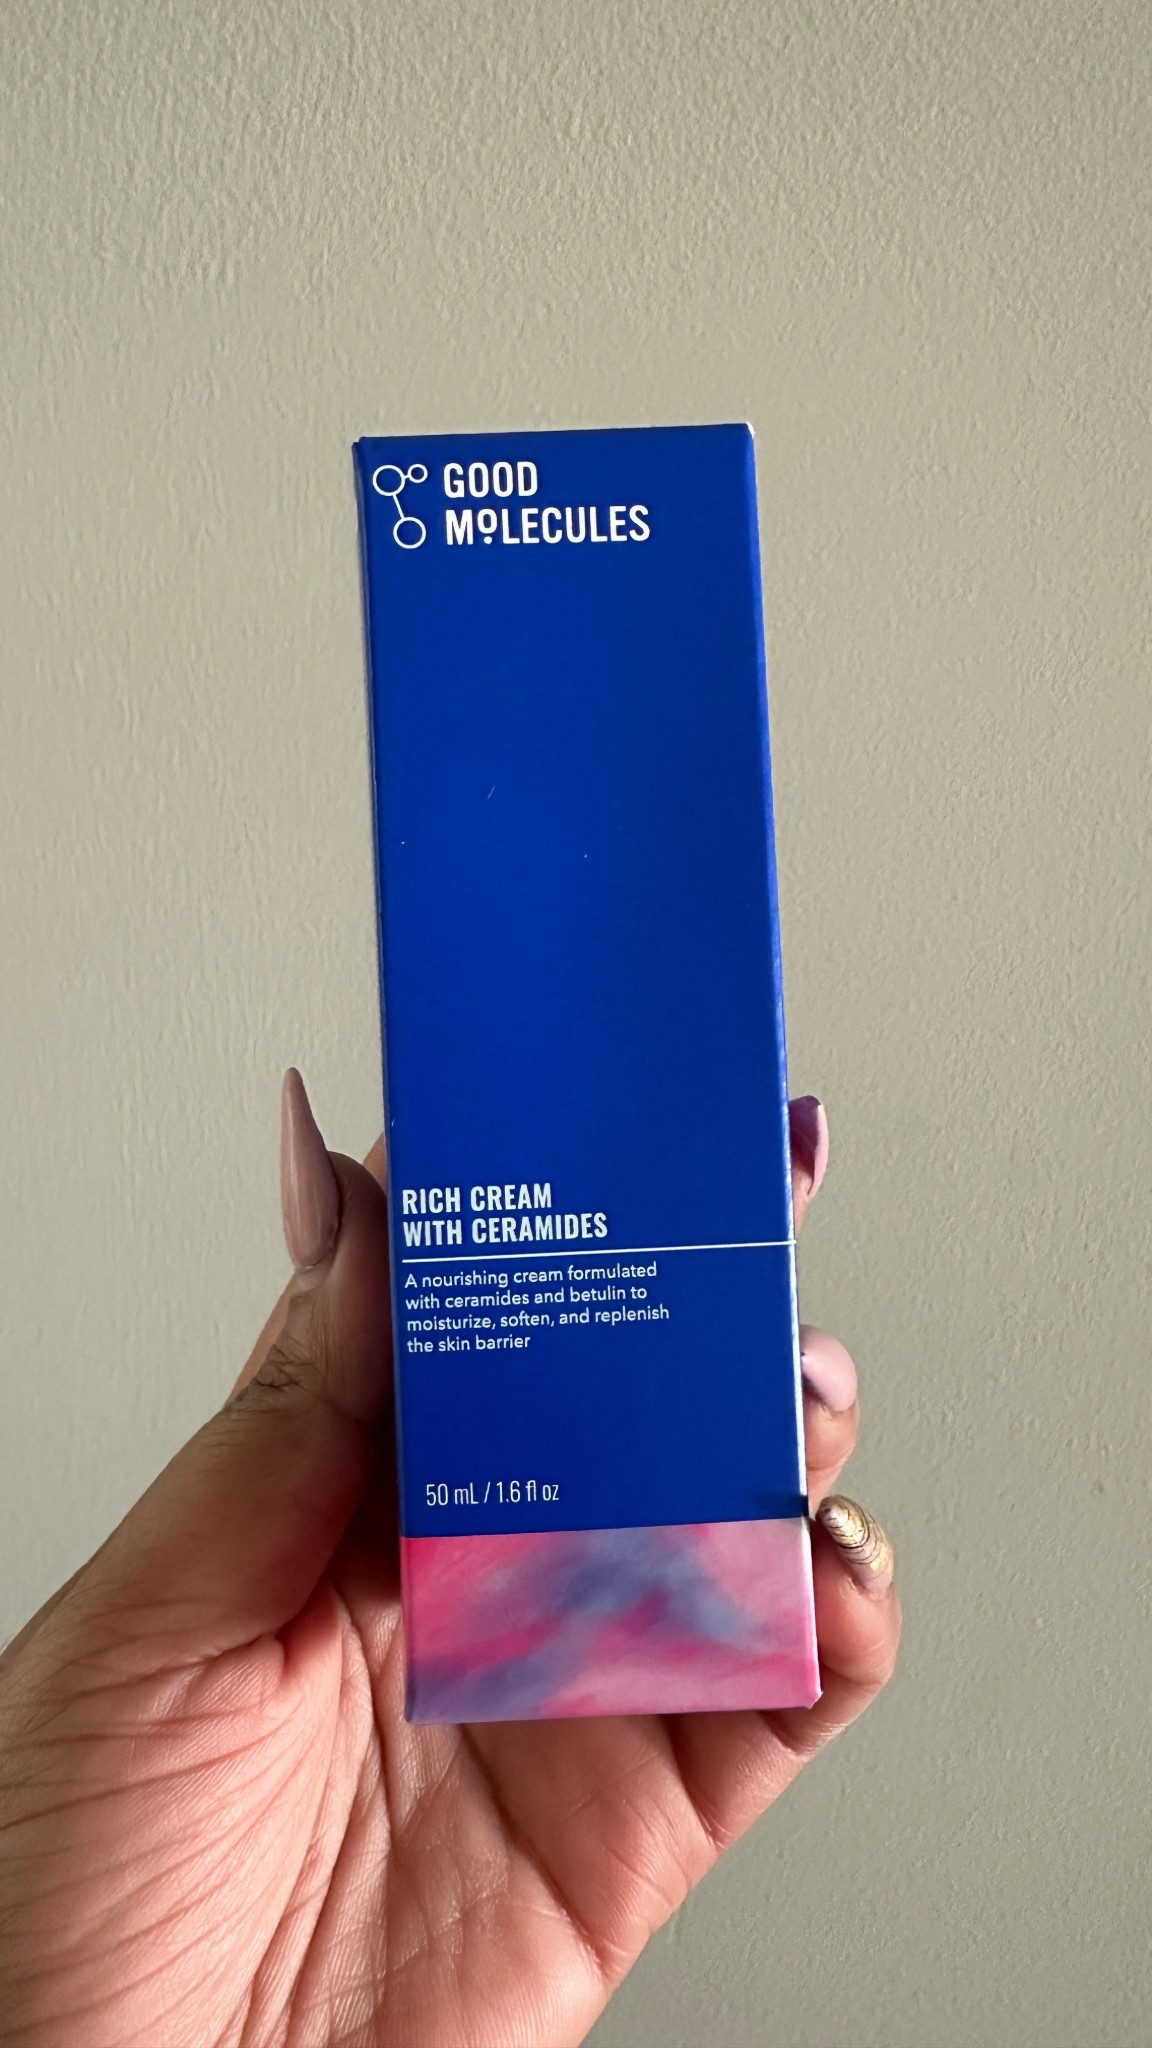 GOOD
MOLECULES
RICH CREAM
WITH CERAMIDES
A nourishing cream formulated
with ceramides and betulin to
moisturize, soften, and replenish
the skin barrier
50 mL / 1.6 fl oz